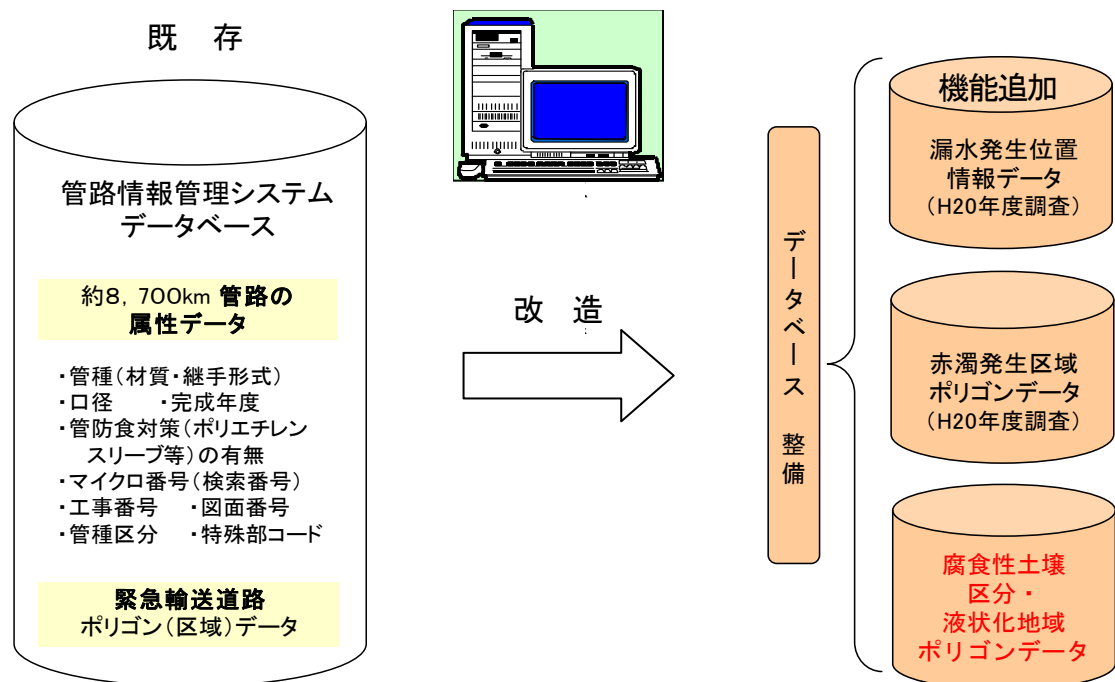 既 存
管路情報管理システム
データベース
約8，700km 管路の
属性データ
・管種（材質・継手形式）
・口径　　・完成年度
・管防食対策（ポリエチレン
スリーブ等）の有無
・マイクロ番号（検索番号）
・工事番号　・図面番号
・管種区分　・特殊部コード
緊急輸送道路
ポリゴン（区域）データ
改 造
データベース 整備
機能追加
漏水発生位置
情報データ
（H20年度調査）
赤濁発生区域
ポリゴンデータ
（H20年度調査）
腐食性土壌
区分・
液状化地域
ポリゴンデータ